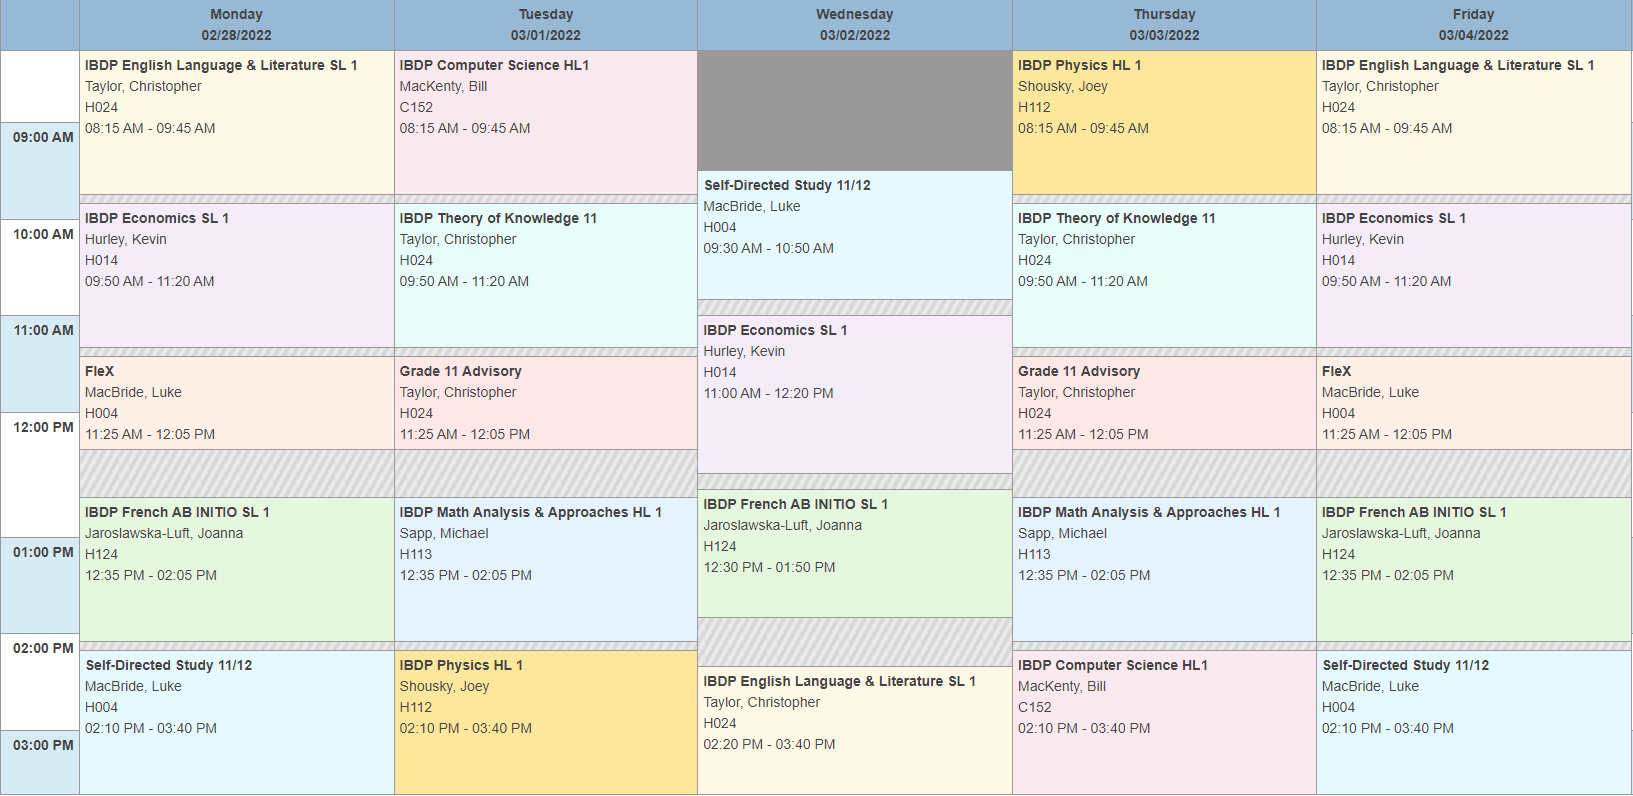 Monday
02/28/2022
Tuesday
03/01/2022
Wednesday
03/02/2022
Thursday
03/03/2022
Friday
03/04/2022
09:00 AM
10:00 AM
11:00 AM
12:00 PM
01:00 PM
02:00 PM
03:00 PM
IBDP English Language & Literature SL 1
Taylor, Christopher
H024
08:15 AM - 09:45 AM
IBDP Economics SL 1
Hurley, Kevin
H014
09:50 AM - 11:20 AM
FleX
MacBride, Luke
H004
11:25 AM - 12:05 PM
IBDP French AB INITIO SL 1
Jaroslawska-Luft, Joanna
H124
12:35 PM - 02:05 PM
Self-Directed Study 11/12
MacBride, Luke
H004
02:10 PM - 03:40 PM
IBDP Computer Science HL1
MacKenty, Bill
C152
08:15 AM - 09:45 AM
IBDP Theory of Knowledge 11
Taylor, Christopher
H024
09:50 AM - 11:20 AM
Grade 11 Advisory
Taylor, Christopher
H024
11:25 AM - 12:05 PM
IBDP Math Analysis & Approaches HL 1
Sapp, Michael
H113
12:35 PM - 02:05 PM
IBDP Physics HL 1
Shousky, Joey
H112
02:10 PM - 03:40 PM
Self-Directed Study 11/12
MacBride, Luke
H004
09:30 AM - 10:50 AM
IBDP Economics SL 1
Hurley, Kevin
H014
11:00 AM - 12:20 PM
IBDP French AB INITIO SL 1
Jaroslawska-Luft, Joanna
H124
12:30 PM - 01:50 PM
IBDP English Language & Literature SL 1
Taylor, Christopher
H024
02:20 PM - 03:40 PM
IBDP Physics HL 1
Shousky, Joey
H112
08:15 AM - 09:45 AM
IBDP Theory of Knowledge 11
Taylor, Christopher
H024
09:50 AM - 11:20 AM
Grade 11 Advisory
Taylor, Christopher
H024
11:25 AM - 12:05 PM
IBDP Math Analysis & Approaches HL 1
Sapp, Michael
H113
12:35 PM - 02:05 PM
IBDP Computer Science HL1
MacKenty, Bill
C152
02:10 PM - 03:40 PM
IBDP English Language & Literature SL 1
Taylor, Christopher
H024
08:15 AM - 09:45 AM
IBDP Economics SL 1
Hurley, Kevin
H014
09:50 AM - 11:20 AM
FleX
MacBride, Luke
H004
11:25 AM - 12:05 PM
IBDP French AB INITIO SL 1
Jaroslawska-Luft, Joanna
H124
12:35 PM - 02:05 PM
Self-Directed Study 11/12
MacBride, Luke
H004
02:10 PM - 03:40 PM